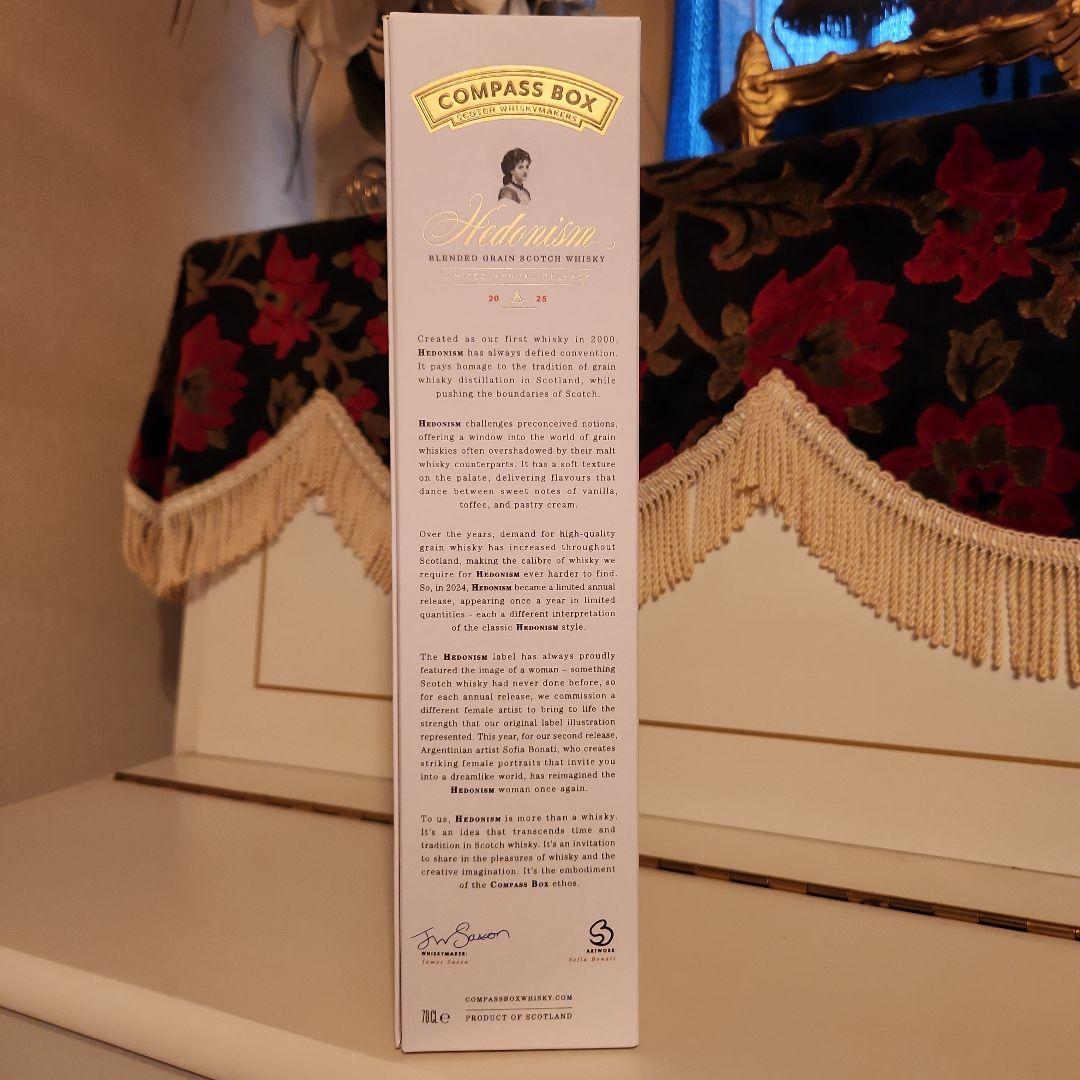 COMPASS BOX
SCOTCH WHISKYMAKERS
Hedonism
BLENDED GRAIN SCOTCH WHISKY
LIMITED ANNUAL RELEASE
20 25
Created as our first whisky in 2000,
HEDONISM has always defied convention.
It pays homage to the tradition of grain
whisky distillation in Scotland, while
pushing the boundaries of Scotch.
HEDONISM challenges preconceived notions,
offering a window into the world of grain
whiskies often overshadowed by their malt
whisky counterparts. It has a soft texture
on the palate, delivering flavours that
dance between sweet notes of vanilla,
toffee, and pastry cream.
Over the years, demand for high-quality
grain whisky has increased throughout
Scotland, making the calibre of whisky we
require for HEDONISM ever harder to find.
So, in 2024, HEDONISM became a limited annual
release, appearing once a year in limited
quantities - each a different interpretation
of the classic HEDONISM style.
The HEDONISM label has always proudly
featured the image of a woman – something
Scotch whisky had never done before, so
for each annual release, we commission a
different female artist to bring to life the
strength that our original label illustration
represented. This year, for our second release,
Argentinian artist Sofia Bonati, who creates
striking female portraits that invite you
into a dreamlike world, has reimagined the
HEDONISM woman once again.
To us, HEDONISM is more than a whisky.
It's an idea that transcends time and
tradition in Scotch whisky. It's an invitation
to share in the pleasures of whisky and the
creative imagination. It's the embodiment
of the COMPASS BOX ethos.
JW Saxon
SB
WHISKYMAKER:
James Saxon
ARTWORK
Sofia Bonati
COMPASSBOXWHISKY.COM
70CL e
PRODUCT OF SCOTLAND